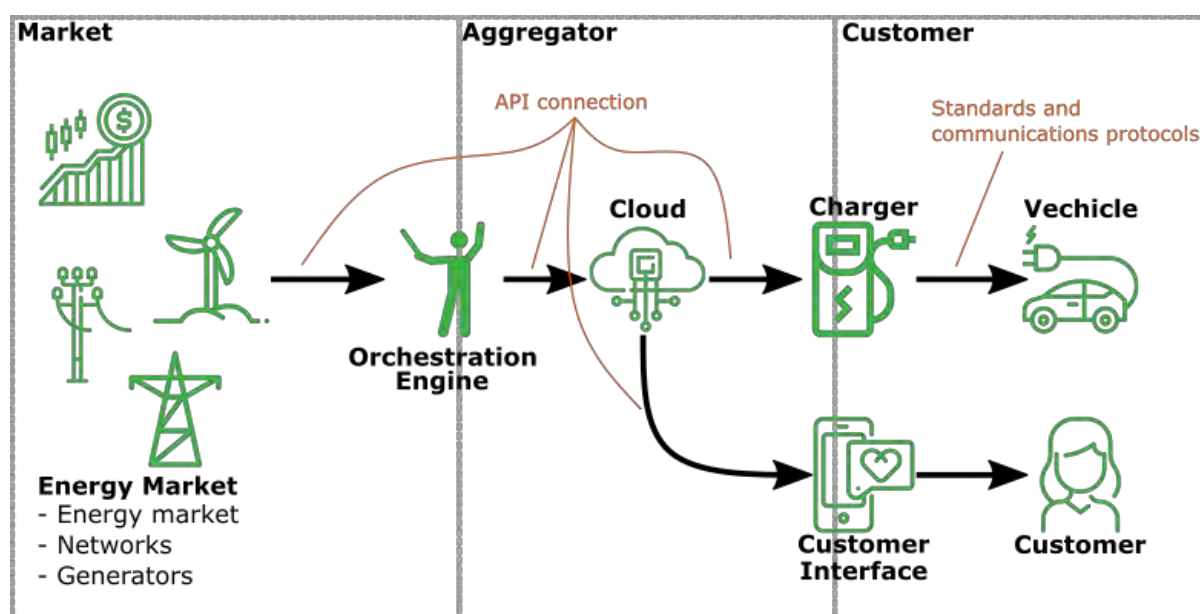 Market
Aggregator
Customer
API connection
Standards and
communications protocols
Cloud
Charger
Vechicle
Orchestration
Engine
Energy Market
- Energy market
- Networks
- Generators
Customer
Interface
Customer